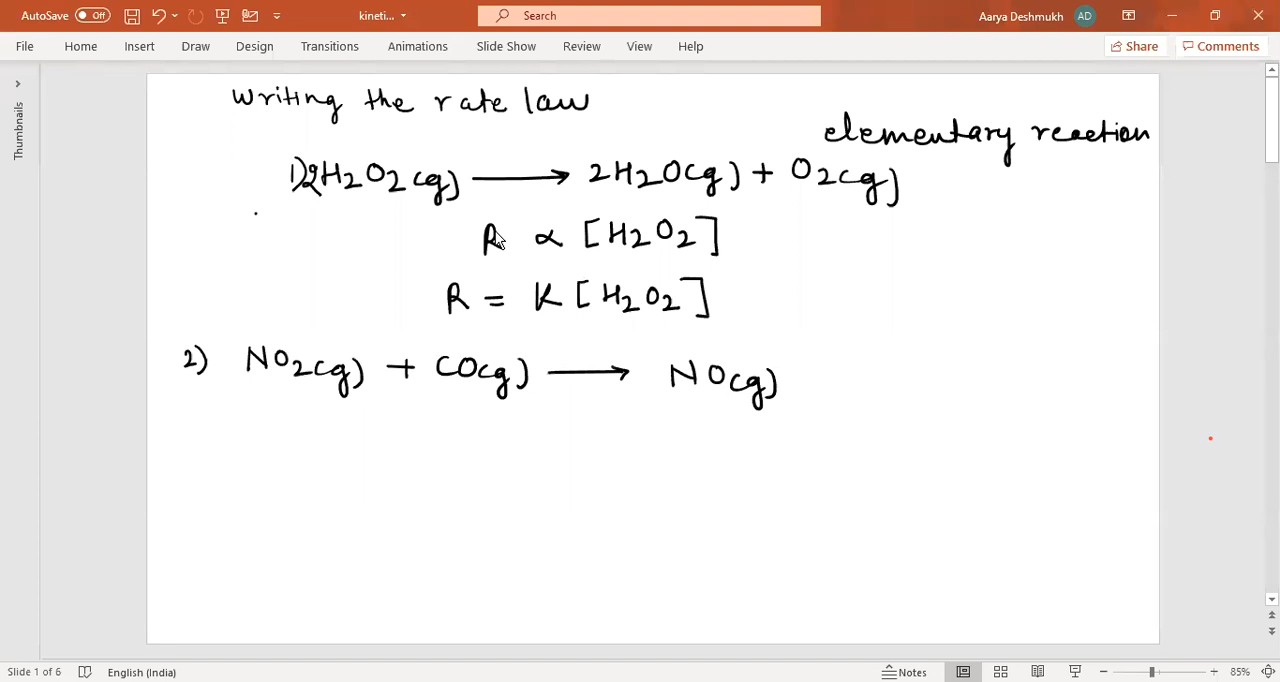 AutoSave Off kineti... Search Aarya Deshmukh AD
File Home Insert Draw Design Transitions Animations Slide Show Review View Help Share Comments
Thumbnails
Writing the rate law
elementary reaction
1) 2H2O2(g) ⟶ 2H2O(g) + O2(g)
R ∝ [H2O2]
R = K [H2O2]
2) NO2(g) + CO(g) ⟶ NO(g)
Slide 1 of 6 English (India) Notes 85%